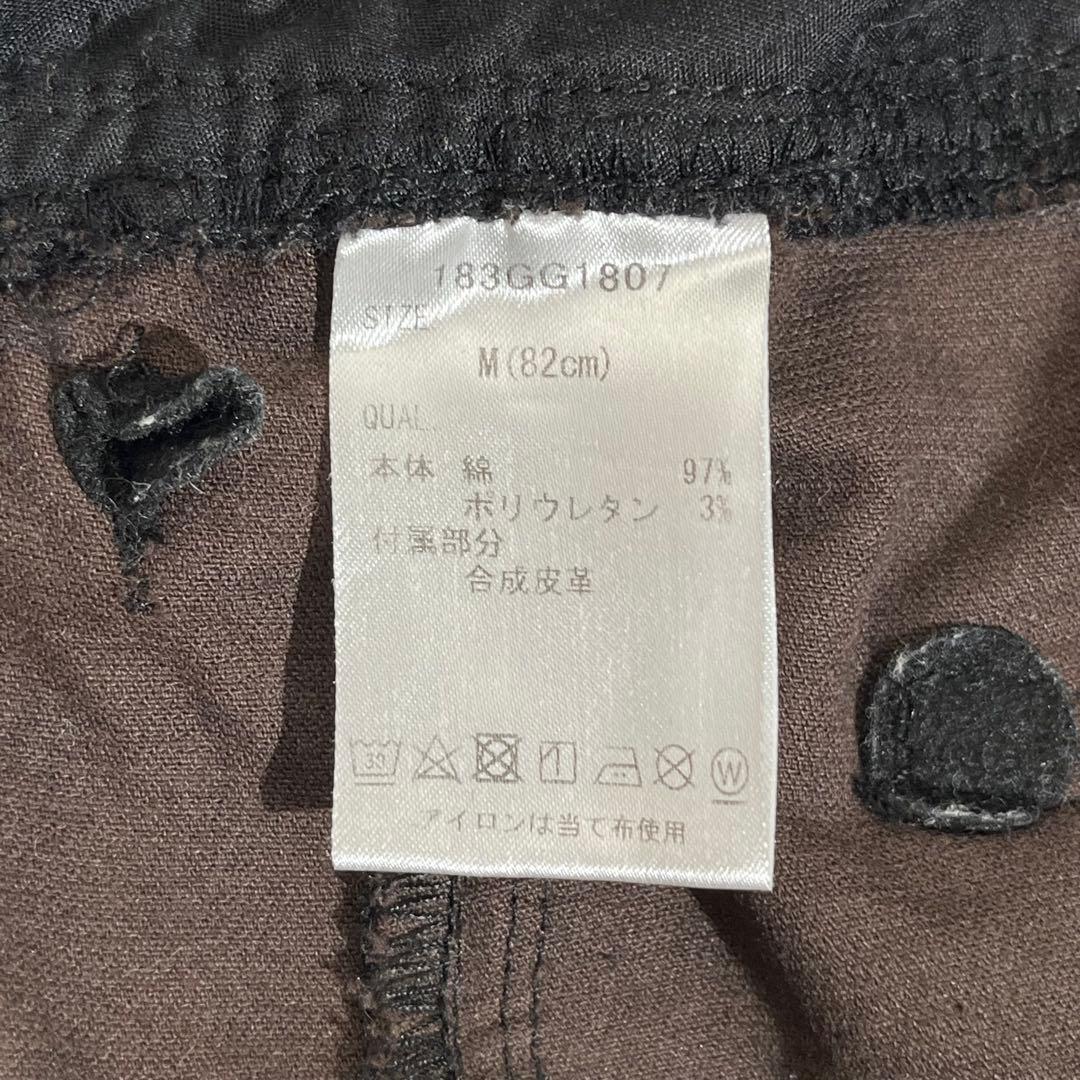 183GG1807
SIZE
M(82cm)
QUAL.
本体 綿 97%
ポリウレタン 3%
付属部分
合成皮革
30 W
アイロンは当て布使用